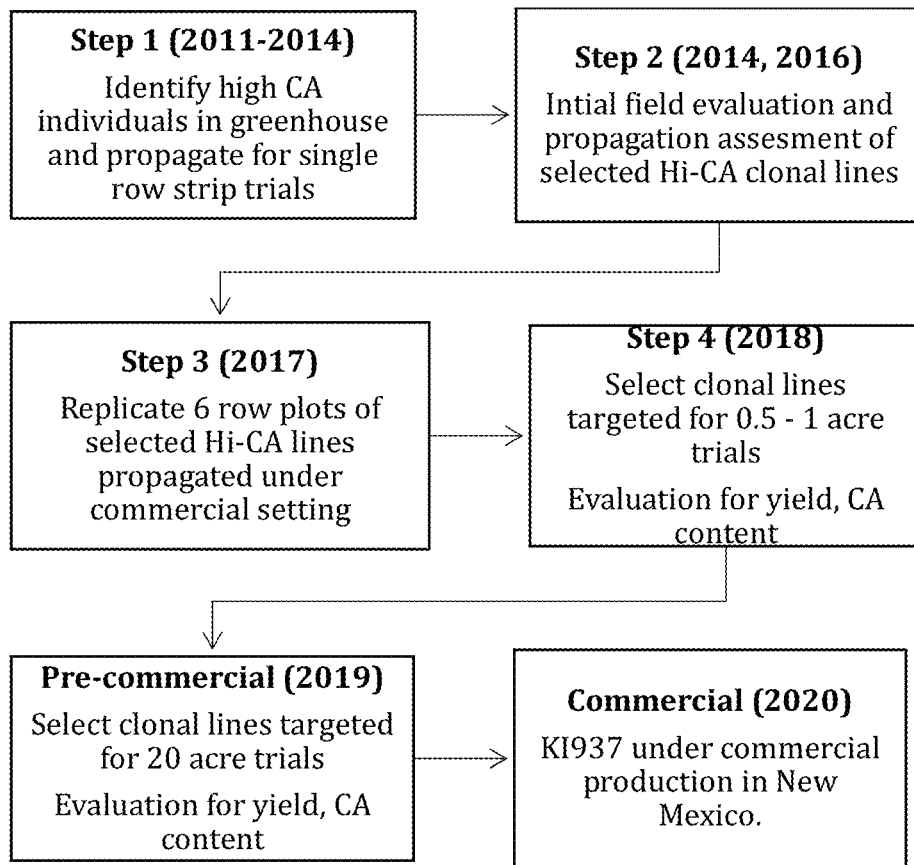 Step 1 (2011-2014)
Identify high CA
individuals in greenhouse
and propagate for single
row strip trials
Step 2 (2014, 2016)
Intial field evaluation and
propagation assesment of
selected Hi-CA clonal lines
Step 3 (2017)
Replicate 6 row plots of
selected Hi-CA lines
propagated under
commercial setting
Step 4 (2018)
Select clonal lines
targeted for 0.5 - 1 acre
trials
Evaluation for yield, CA
content
Pre-commercial (2019)
Select clonal lines targeted
for 20 acre trials
Evaluation for yield, CA
content
Commercial (2020)
KI937 under commercial
production in New
Mexico.